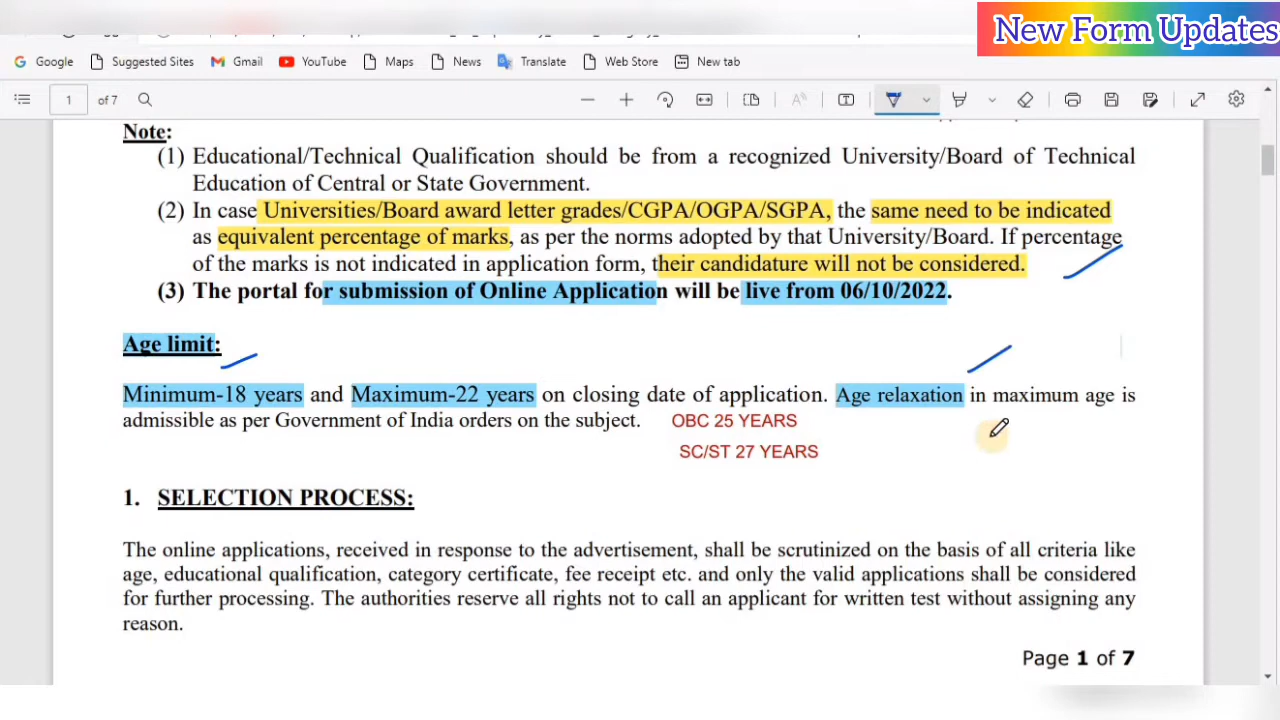 New Form Updates
Google Suggested Sites Gmail YouTube Maps News Translate Web Store New tab
1 of 7
Note:
(1) Educational/Technical Qualification should be from a recognized University/Board of Technical
Education of Central or State Government.
(2) In case Universities/Board award letter grades/CGPA/OGPA/SGPA, the same need to be indicated
as equivalent percentage of marks, as per the norms adopted by that University/Board. If percentage
of the marks is not indicated in application form, their candidature will not be considered.
(3) The portal for submission of Online Application will be live from 06/10/2022.
Age limit:
Minimum-18 years and Maximum-22 years on closing date of application. Age relaxation in maximum age is
admissible as per Government of India orders on the subject. OBC 25 YEARS
SC/ST 27 YEARS
1. SELECTION PROCESS:
The online applications, received in response to the advertisement, shall be scrutinized on the basis of all criteria like
age, educational qualification, category certificate, fee receipt etc. and only the valid applications shall be considered
for further processing. The authorities reserve all rights not to call an applicant for written test without assigning any
reason.
Page 1 of 7